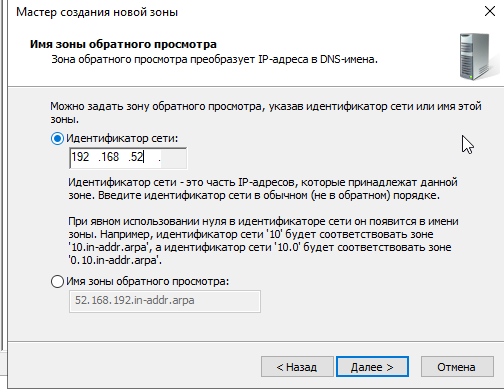 Мастер создания новой зоны
Имя зоны обратного просмотра
Зона обратного просмотра преобразует IP-адреса в DNS-имена.
Можно задать зону обратного просмотра, указав идентификатор сети или имя этой
зоны.
Идентификатор сети:
192 .168 .52 .
Идентификатор сети - это часть IP-адресов, которые принадлежат данной
зоне. Введите идентификатор сети в обычном (не в обратном) порядке.
При явном использовании нуля в идентификаторе сети он появится в имени
зоны. Например, идентификатор сети '10' будет соответствовать зоне
'10.in-addr.arpa', а идентификатор сети '10.0' будет соответствовать зоне
'0.10.in-addr.arpa'.
Имя зоны обратного просмотра:
52.168.192.in-addr.arpa
< Назад Далее > Отмена